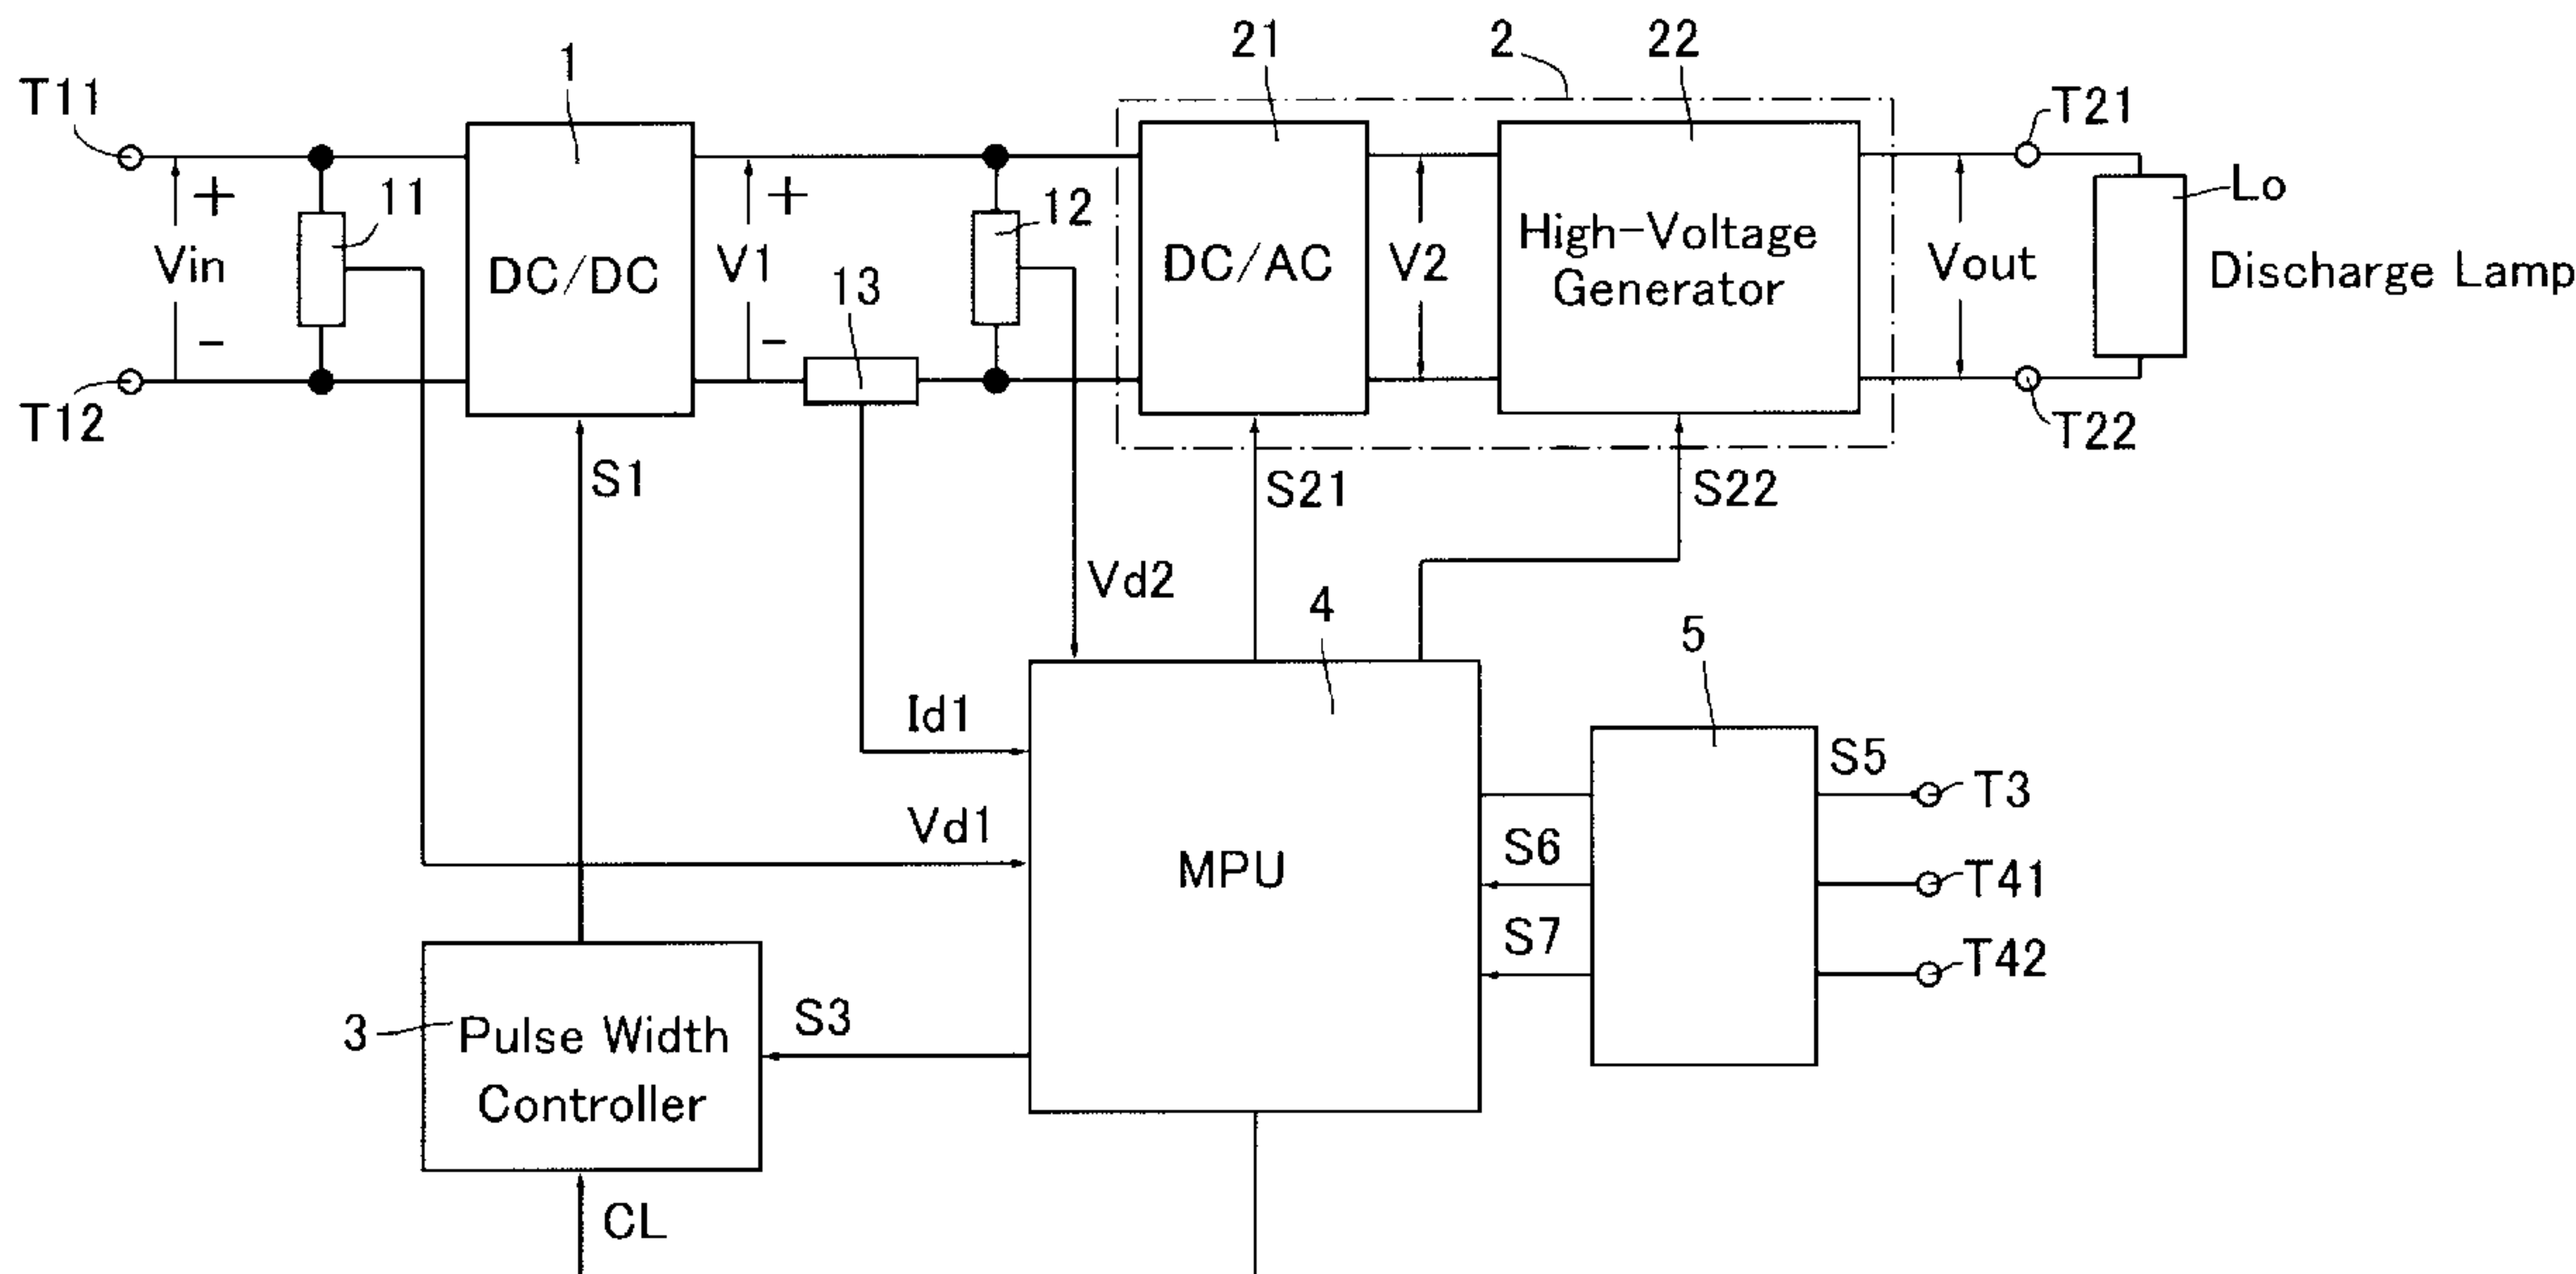 1
21
2
22
T11
T21
+
11
+
12
Lo
Vin
DC/DC
V1
DC/AC
V2
High-Voltage
Generator
Vout
Discharge Lamp
13
-
-
T12
T22
S1
S21
S22
Vd2
4
5
Id1
S5
T3
Vd1
MPU
S6
T41
S7
T42
3
Pulse Width
Controller
S3
CL